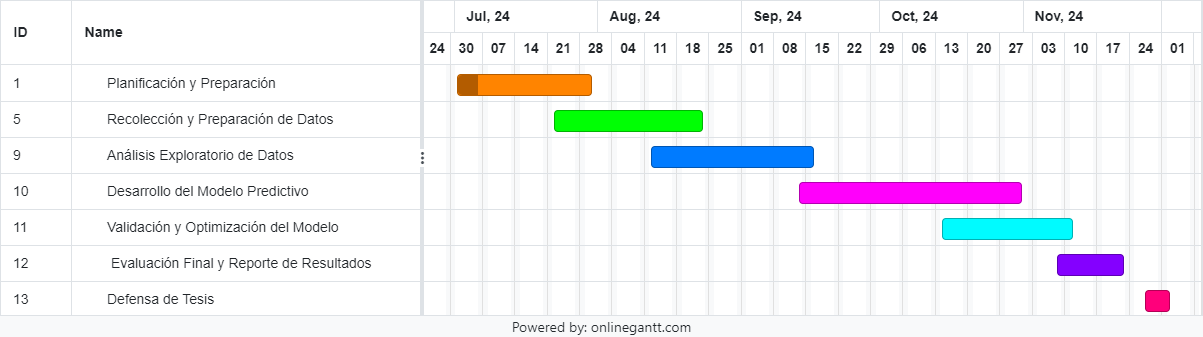 ID Name Jul, 24 Aug, 24 Sep, 24 Oct, 24 Nov, 24
24 30 07 14 21 28 04 11 18 25 01 08 15 22 29 06 13 20 27 03 10 17 24 01
1 Planificación y Preparación
5 Recolección y Preparación de Datos
9 Análisis Exploratorio de Datos
10 Desarrollo del Modelo Predictivo
11 Validación y Optimización del Modelo
12 Evaluación Final y Reporte de Resultados
13 Defensa de Tesis
Powered by: onlinegantt.com